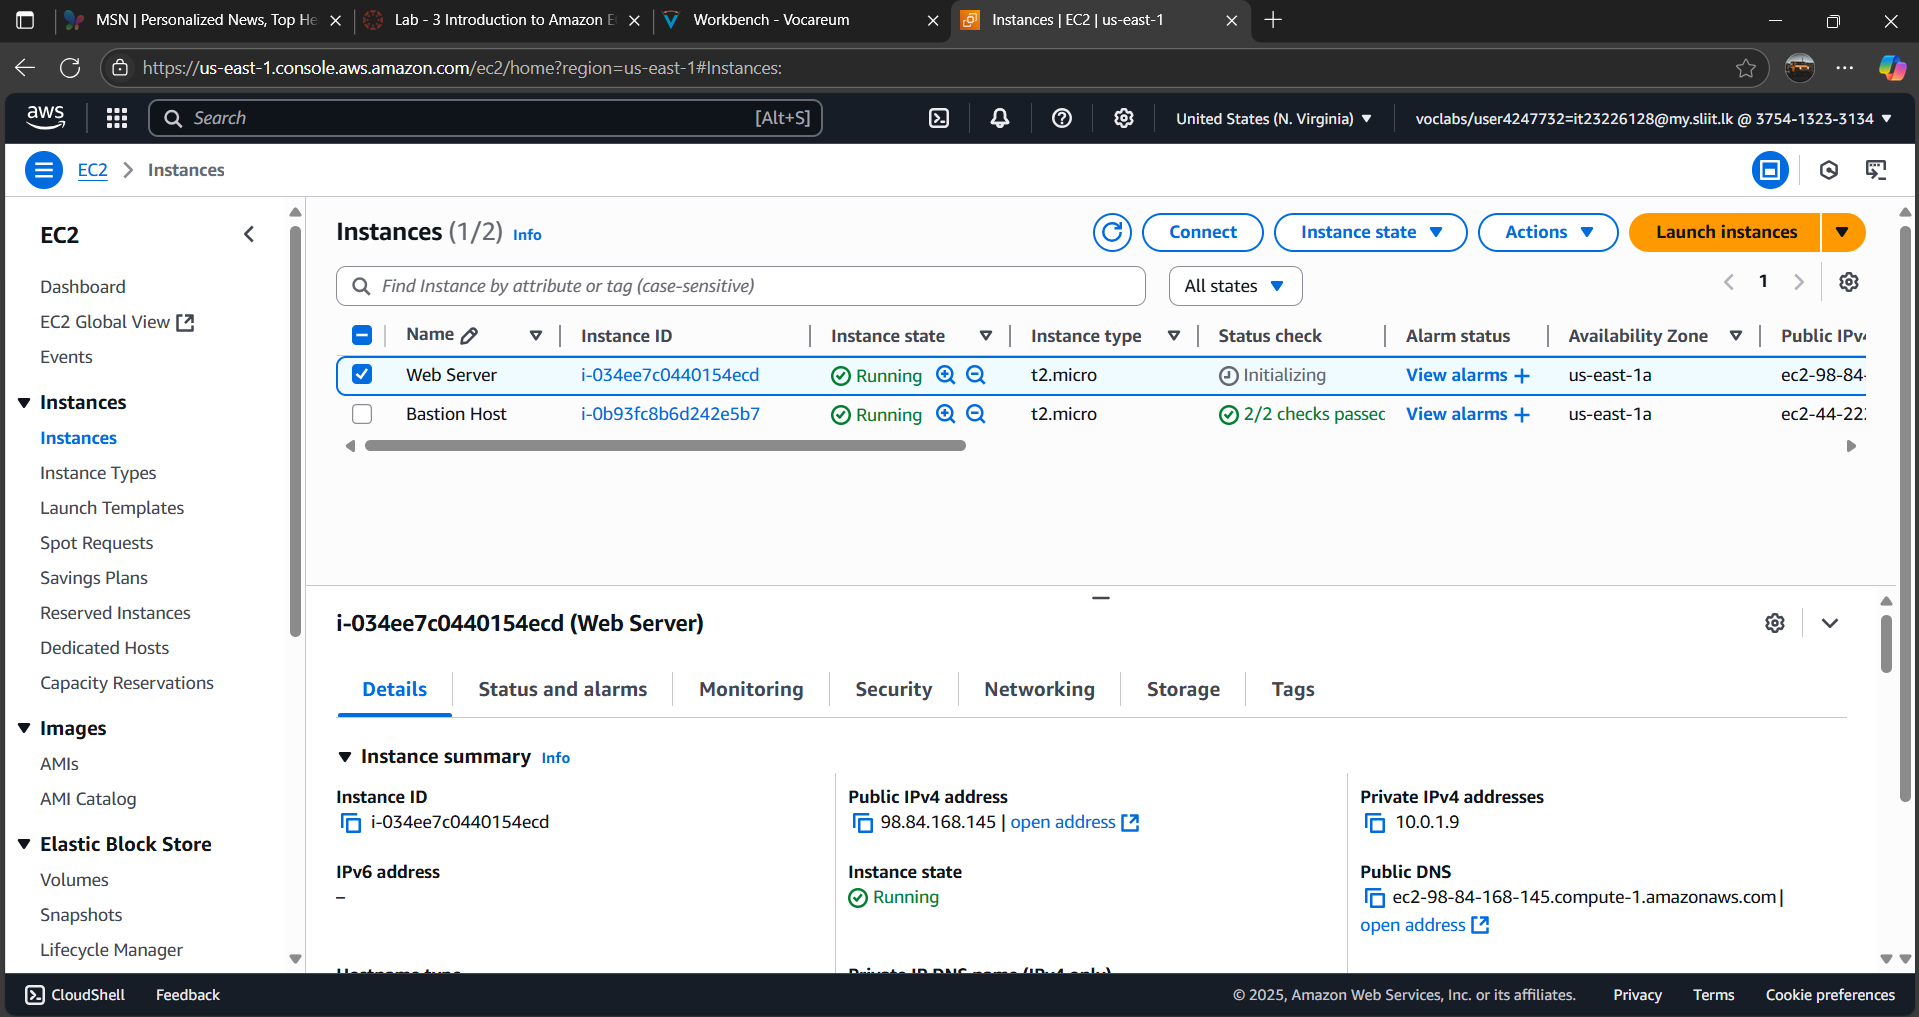 MSN | Personalized News, Top He
Lab - 3 Introduction to Amazon E
Workbench - Vocareum
Instances | EC2 | us-east-1
https://us-east-1.console.aws.amazon.com/ec2/home?region=us-east-1#Instances:
aws
Search
[Alt+S]
United States (N. Virginia)
voclabs/user4247732=it23226128@my.sliit.lk @ 3754-1323-3134
EC2
Instances
EC2
Dashboard
EC2 Global View
Events
Instances
Instances
Instance Types
Launch Templates
Spot Requests
Savings Plans
Reserved Instances
Dedicated Hosts
Capacity Reservations
Images
AMIs
AMI Catalog
Elastic Block Store
Volumes
Snapshots
Lifecycle Manager
Instances (1/2) Info
Connect
Instance state
Actions
Launch instances
Find Instance by attribute or tag (case-sensitive)
All states
1
Name Instance ID Instance state Instance type Status check Alarm status Availability Zone Public IPv4
Web Server i-034ee7c0440154ecd Running t2.micro Initializing View alarms + us-east-1a ec2-98-84-
Bastion Host i-0b93fc8b6d242e5b7 Running t2.micro 2/2 checks passec View alarms + us-east-1a ec2-44-222
i-034ee7c0440154ecd (Web Server)
Details
Status and alarms
Monitoring
Security
Networking
Storage
Tags
Instance summary Info
Instance ID
i-034ee7c0440154ecd
IPv6 address
–
Hostname type
Public IPv4 address
98.84.168.145 | open address
Instance state
Running
Private IP DNS name (IPv4 only)
Private IPv4 addresses
10.0.1.9
Public DNS
ec2-98-84-168-145.compute-1.amazonaws.com |
open address
CloudShell
Feedback
© 2025, Amazon Web Services, Inc. or its affiliates.
Privacy
Terms
Cookie preferences